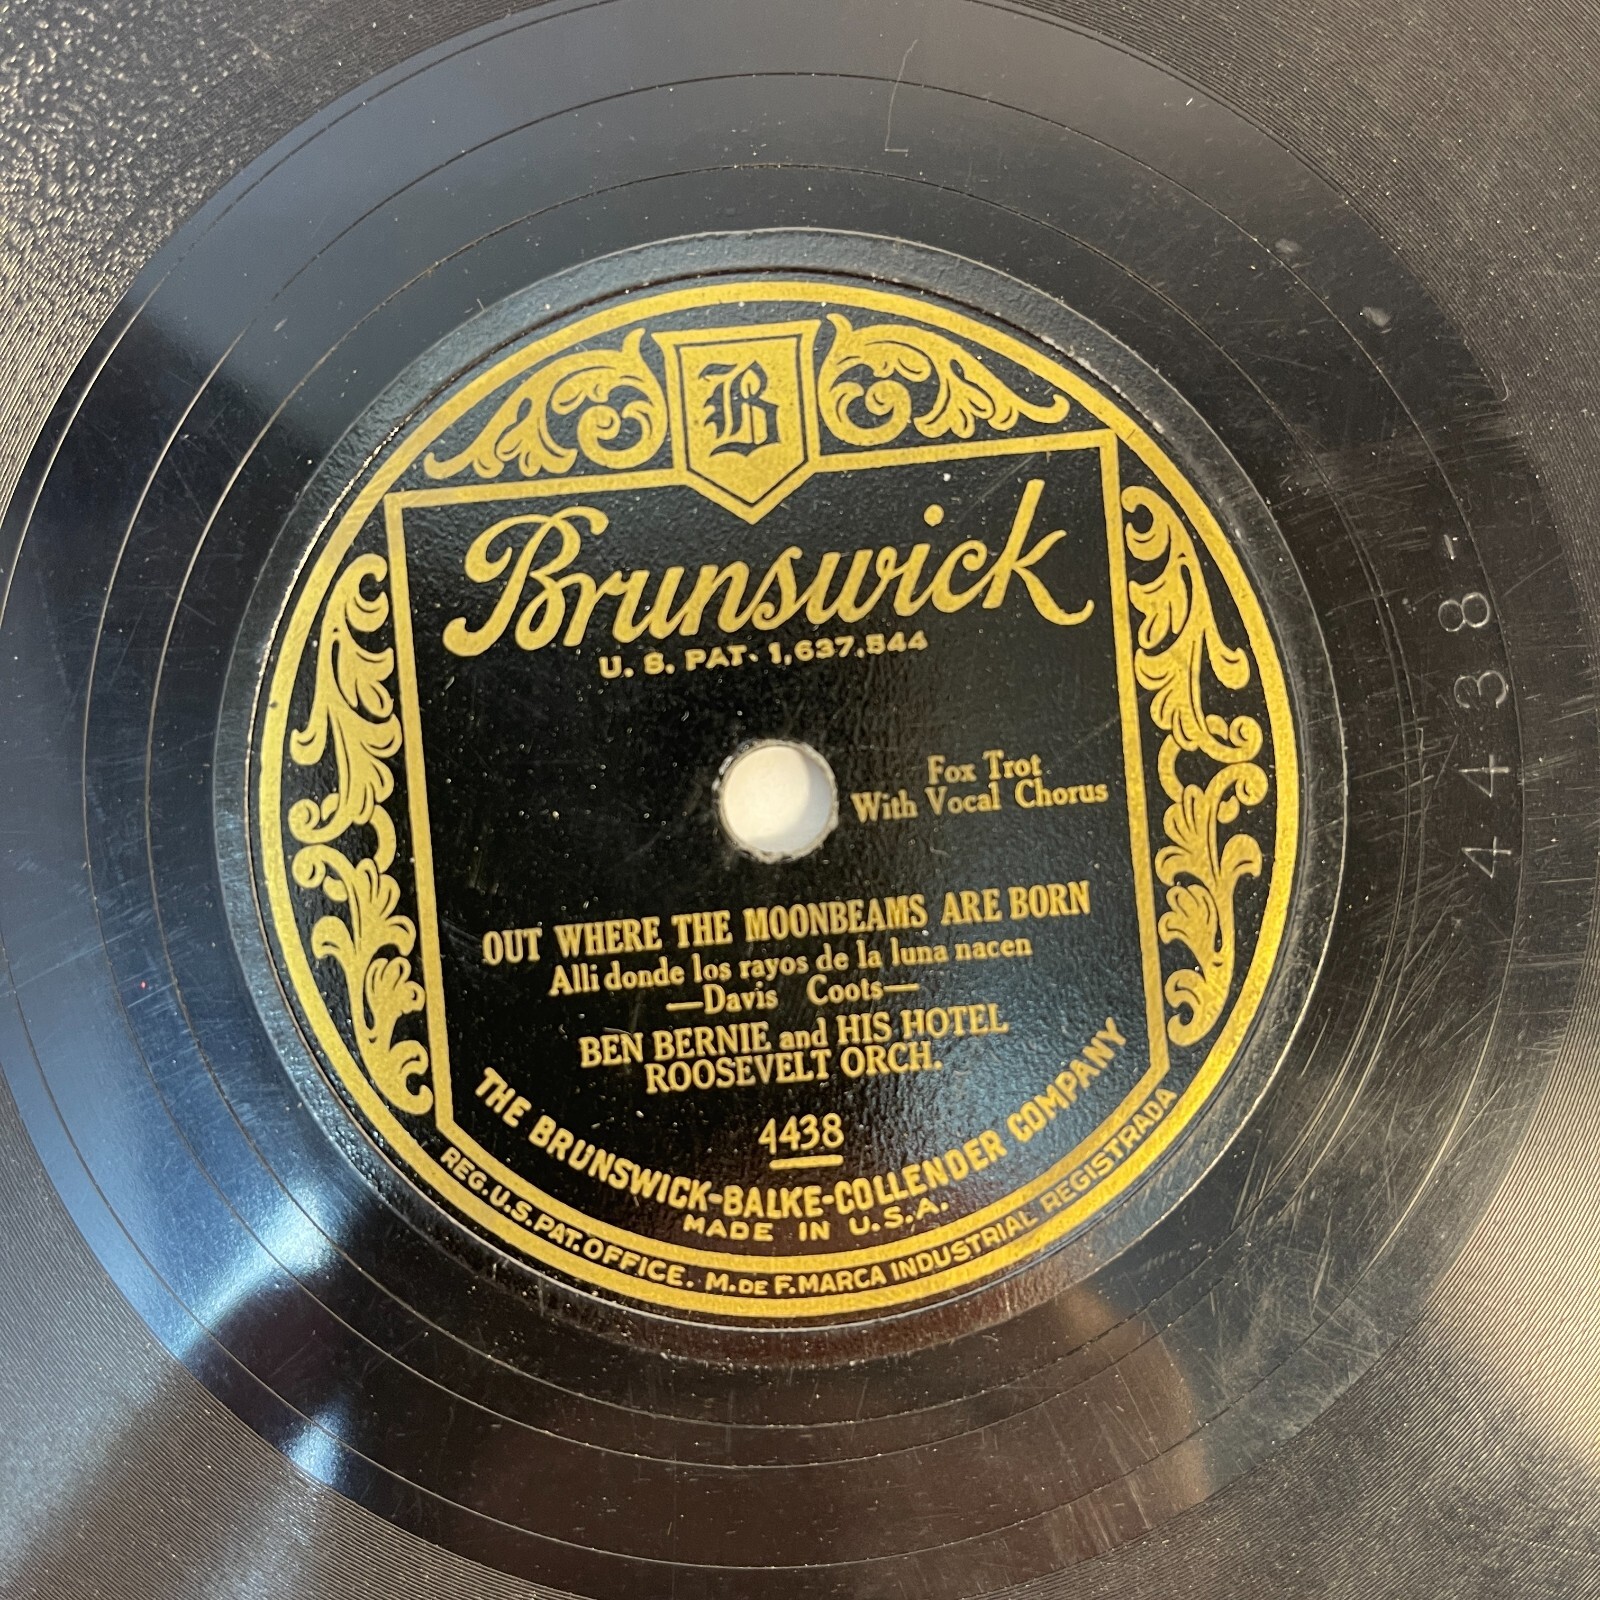 B
Brunswick
U. S. PAT. 1,637,544
Fox Trot
With Vocal Chorus
OUT WHERE THE MOONBEAMS ARE BORN
Alli donde los rayos de la luna nacen
—Davis Coots—
BEN BERNIE and HIS HOTEL
ROOSEVELT ORCH.
4438
THE BRUNSWICK-BALKE-COLLENDER COMPANY
MADE IN U.S.A.
REG. U.S. PAT. OFFICE. M. DE F. MARCA INDUSTRIAL REGISTRADA
4438-